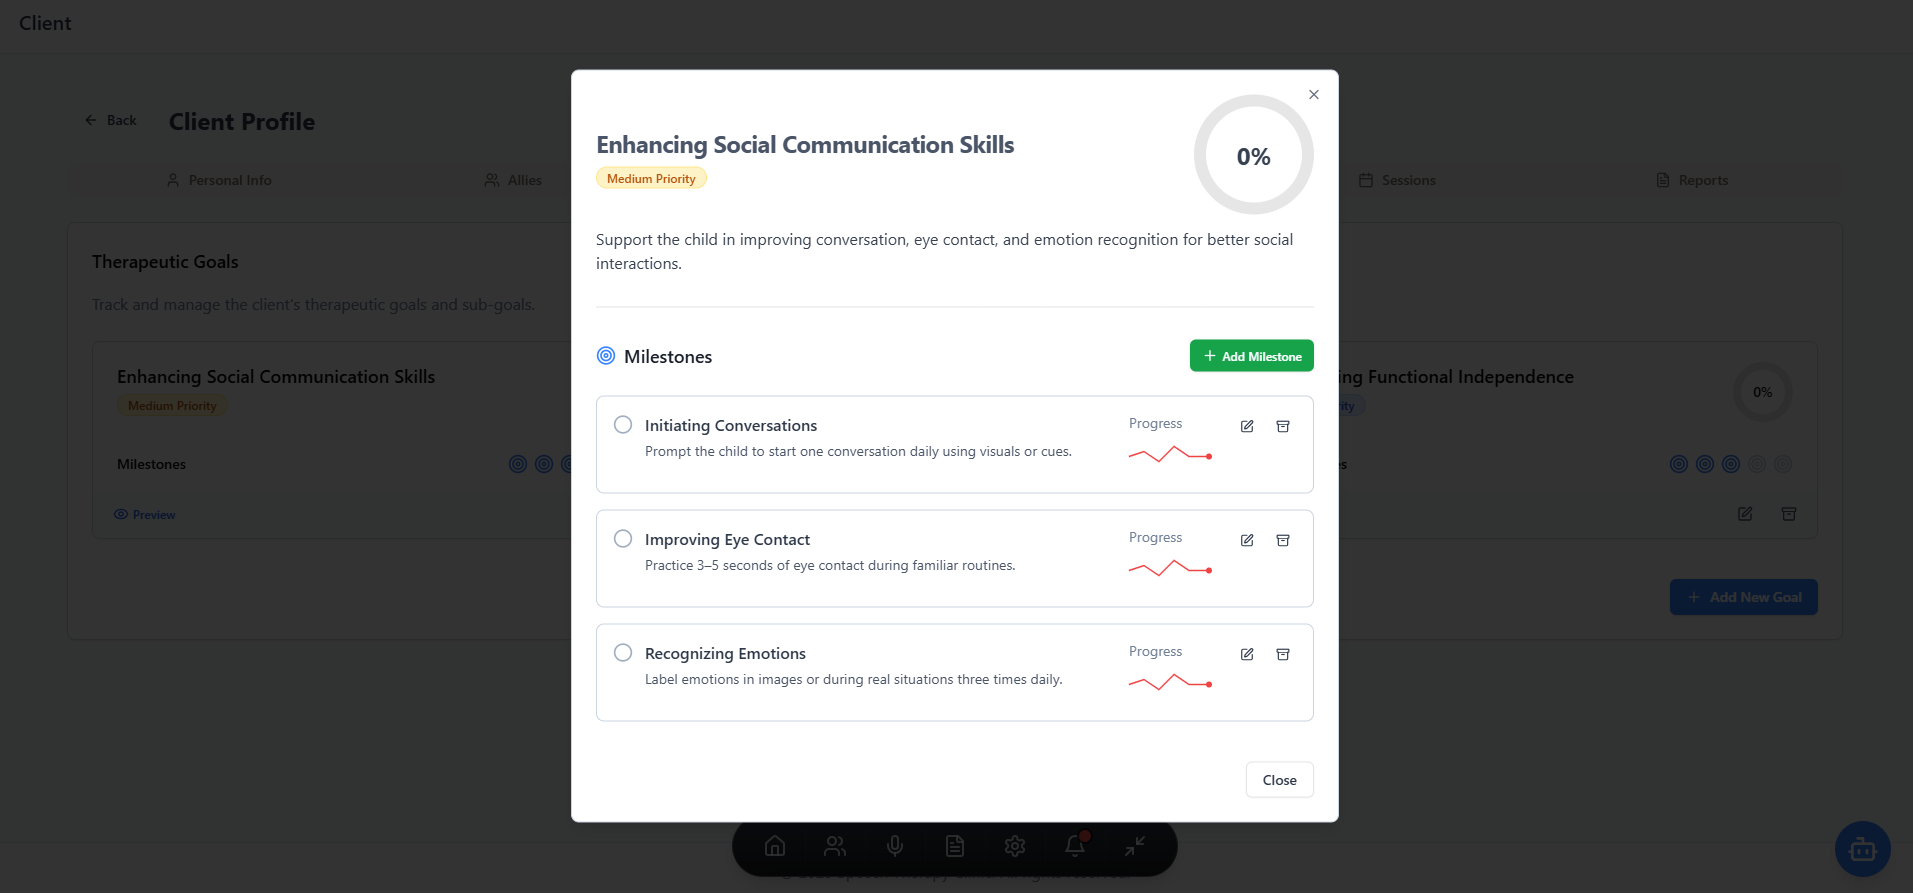 Client
Back
Client Profile
Personal Info
Allies
Sessions
Reports
Therapeutic Goals
Track and manage the client's therapeutic goals and sub-goals.
Enhancing Social Communication Skills
Medium Priority
Milestones
Preview
Enhancing Social Communication Skills
Medium Priority
0%
Support the child in improving conversation, eye contact, and emotion recognition for better social
interactions.
Milestones
Add Milestone
Initiating Conversations
Prompt the child to start one conversation daily using visuals or cues.
Progress
Improving Eye Contact
Practice 3–5 seconds of eye contact during familiar routines.
Progress
Recognizing Emotions
Label emotions in images or during real situations three times daily.
Progress
Close
Functional Independence
0%
Add New Goal